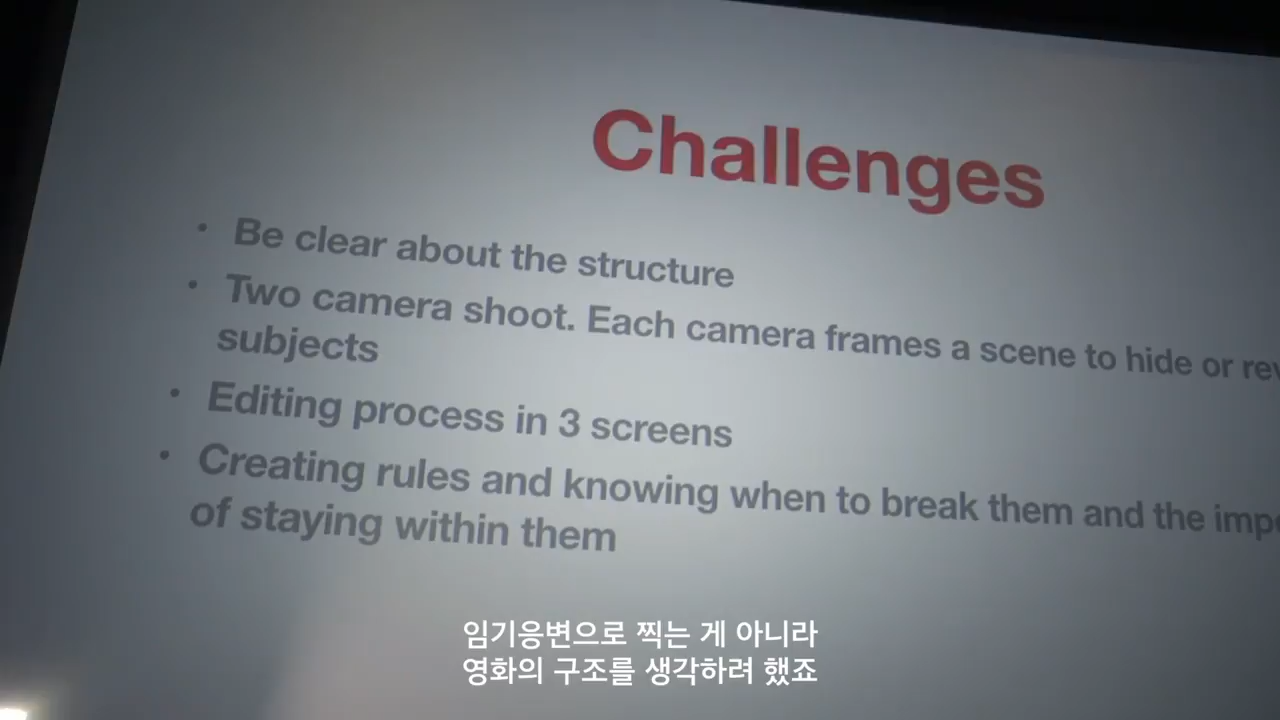 Challenges
• Be clear about the structure
• Two camera shoot. Each camera frames a scene to hide or
subjects
• Editing process in 3 screens
• Creating rules and knowing when to break them and the
of staying within them
임기응변으로 찍는 게 아니라
영화의 구조를 생각하려 했죠